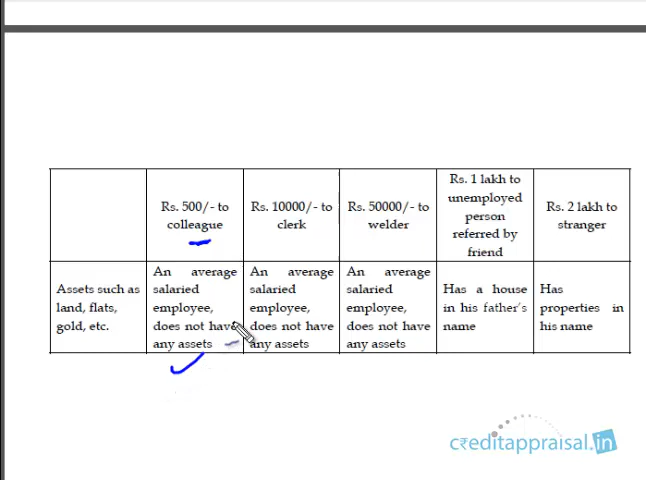 Rs. 500/- to
colleague
Rs. 10000/- to
clerk
Rs. 50000/- to
welder
Rs. 1 lakh to
unemployed
person
referred by
friend
Rs. 2 lakh to
stranger
Assets such as
land, flats,
gold, etc.
An average
salaried
employee,
does not have
any assets
An average
salaried
employee,
does not have
any assets
An average
salaried
employee,
does not have
any assets
Has a house
in his father's
name
Has
properties in
his name
c₹editappraisal.in